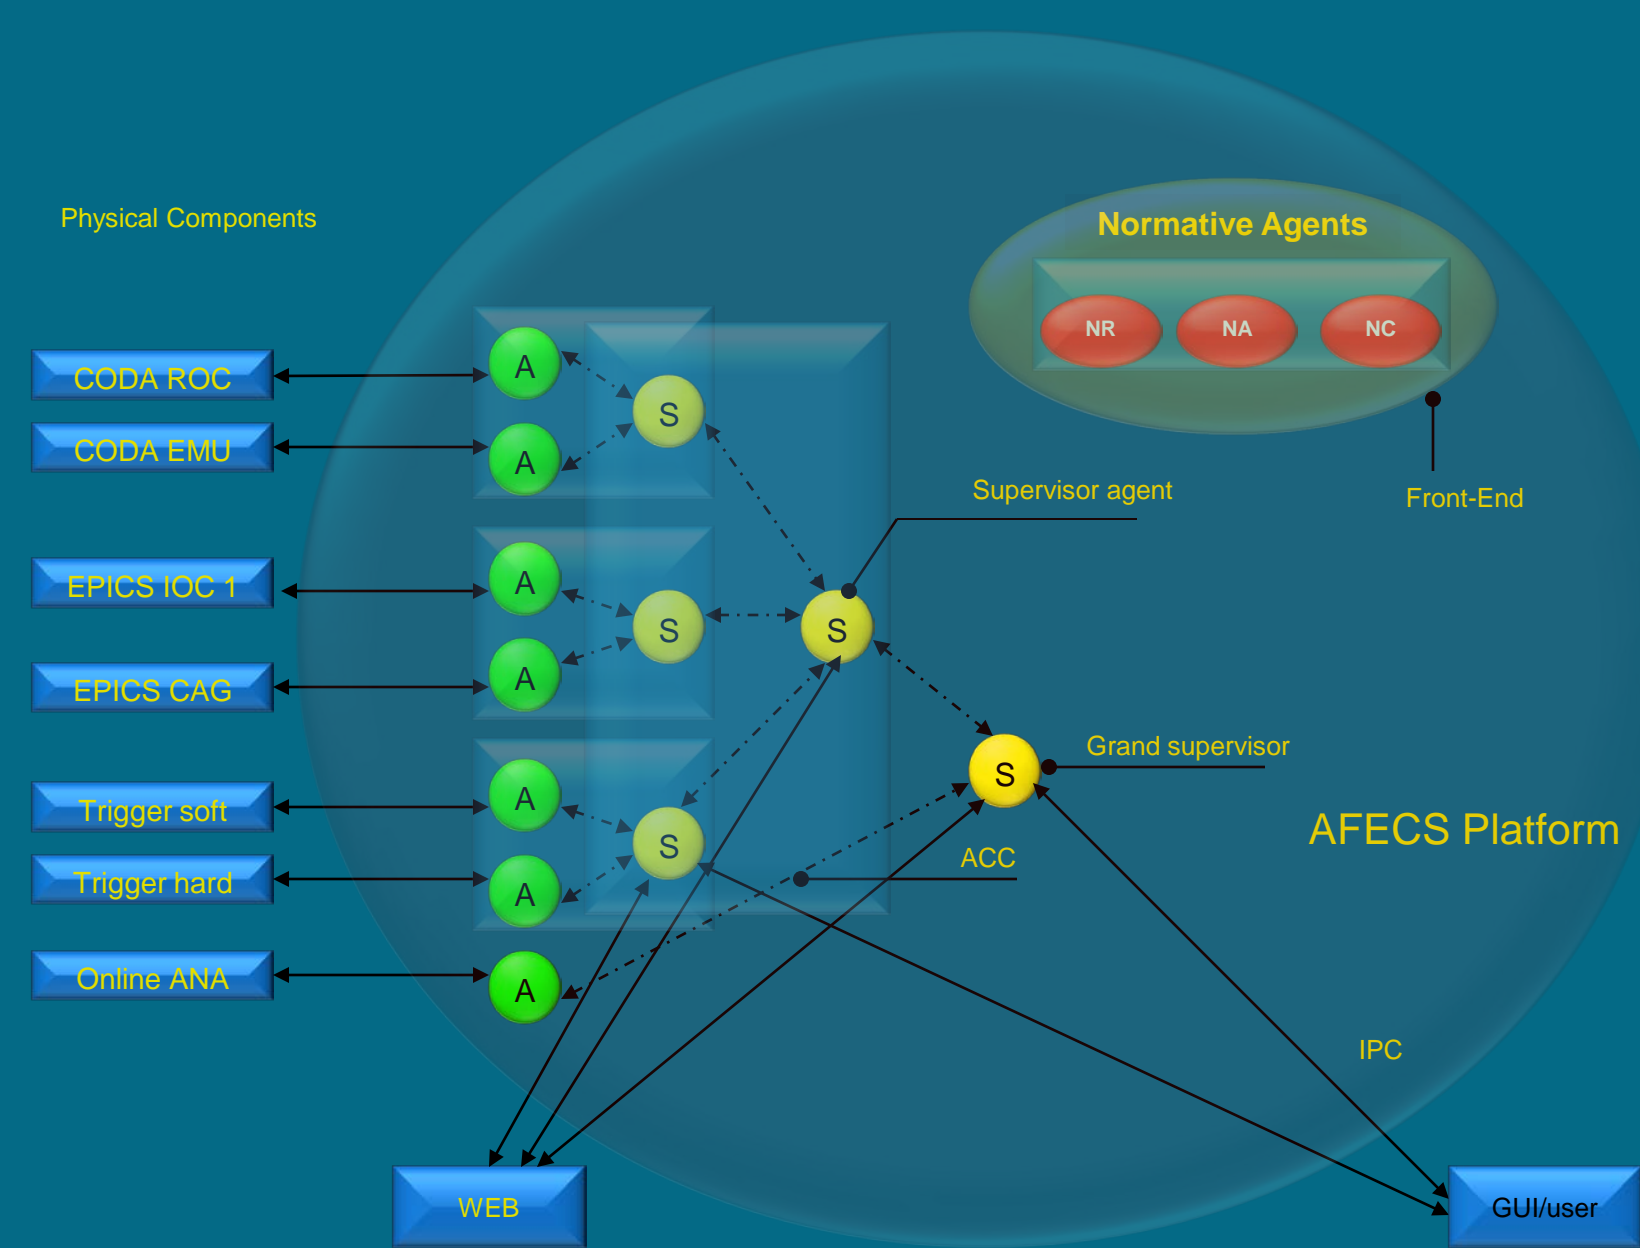 Physical Components
Normative Agents
NR NA NC
CODA ROC
A
S
CODA EMU
A
Supervisor agent
Front-End
EPICS IOC 1
A
S
S
EPICS CAG
A
Grand supervisor
S
Trigger soft
A
AFECS Platform
S
ACC
Trigger hard
A
Online ANA
A
IPC
WEB
GUI/user